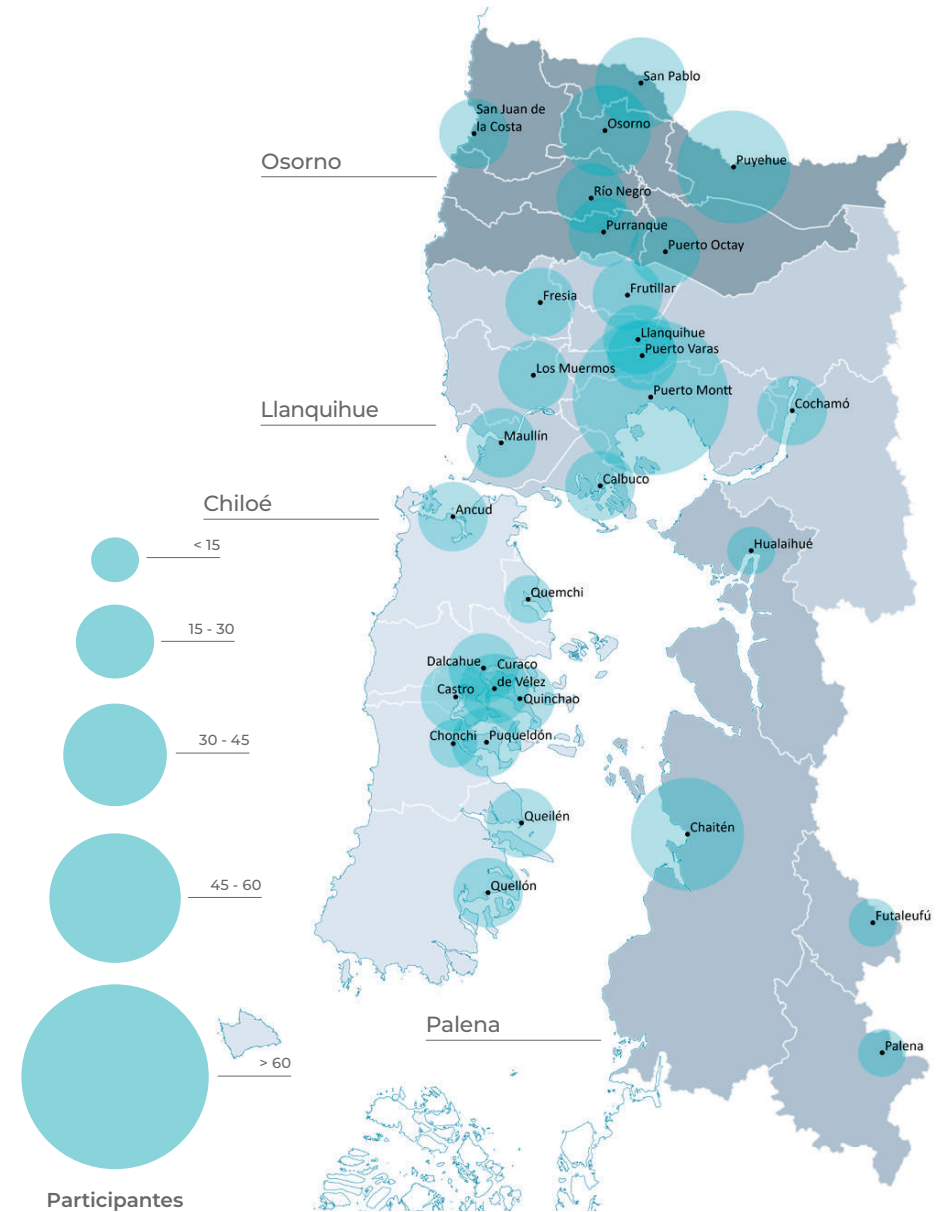 San Pablo
San Juan de
la Costa
Osorno
Osorno
Puyehue
Río Negro
Purranque
Puerto Octay
Frutillar
Fresia
Llanquihue
Puerto Varas
Los Muermos
Puerto Montt
Cochamó
Llanquihue
Maullín
Calbuco
Chiloé
Ancud
Hualaihué
< 15
Quemchi
15 - 30
Dalcahue
Curaco
de Vélez
Castro
Quinchao
Chonchi
Puqueldón
30 - 45
Queilén
Chaitén
45 - 60
Quellón
Futaleufú
Palena
Palena
> 60
Participantes